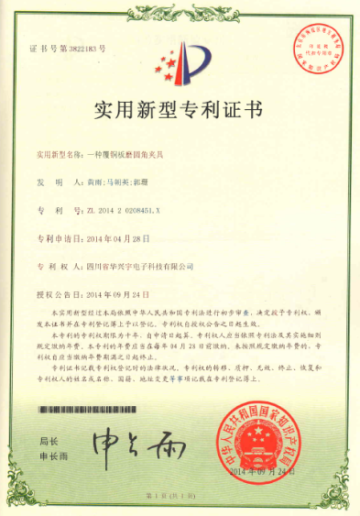 证书号第3822183号
实用新型专利证书
实用新型名称：一种覆铜板磨圆角夹具
发 明 人：黄刚;马朝英;郭珊
专 利 号：ZL 2014 2 0208451.X
专利申请日：2014年04月28日
专 利 权 人：四川省华兴宇电子科技有限公司
授权公告日：2014年09月24日
本实用新型经过本局依照中华人民共和国专利法进行初步审查，决定授予专利权，颁
发本证书并在专利登记簿上予以登记。专利权自授权公告之日起生效。
本专利的专利权期限为十年，自申请日起算。专利权人应当依照专利法及其实施细则
规定缴纳年费。本专利的年费应当在每年04月28日前缴纳。未按照规定缴纳年费的，专利
权自应当缴纳年费期满之日起终止。
专利证书记载专利权登记时的法律状况。专利权的转移、质押、无效、终止、恢复和
专利权人的姓名或名称、国籍、地址变更等事项记载在专利登记簿上。
局长
申长雨
申长雨
中华人民共和国国家知识产权局
2014年09月24日
第1页(共1页)